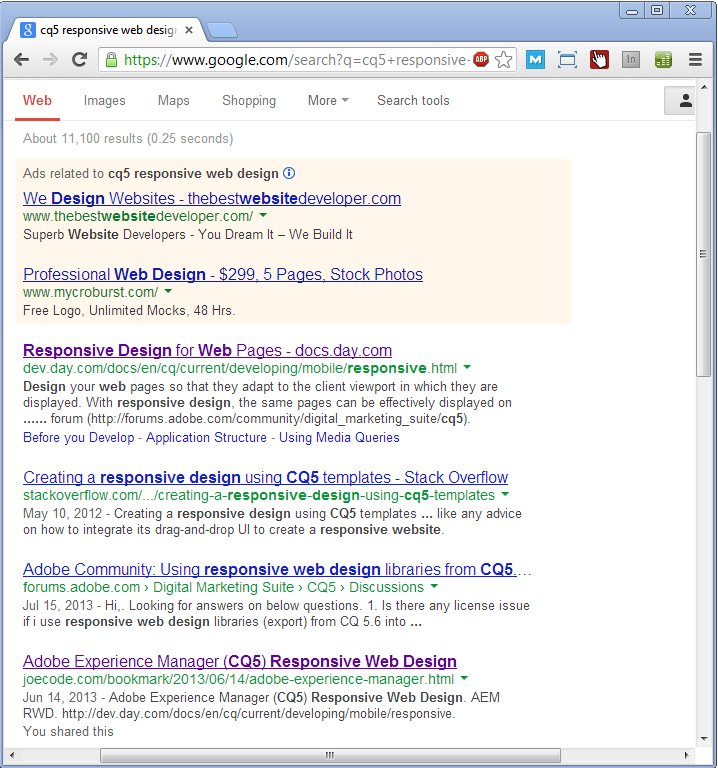 cq5 responsive web desig
https://www.google.com/search?q=cq5+responsive-
ABP
M
In
Web Images Maps Shopping More Search tools
About 11,100 results (0.25 seconds)
Ads related to cq5 responsive web design
We Design Websites - thebestwebsitedeveloper.com
www.thebestwebsitedeveloper.com/
Superb Website Developers - You Dream It – We Build It
Professional Web Design - $299, 5 Pages, Stock Photos
www.mycroburst.com/
Free Logo, Unlimited Mocks, 48 Hrs.
Responsive Design for Web Pages - docs.day.com
dev.day.com/docs/en/cq/current/developing/mobile/responsive.html
Design your web pages so that they adapt to the client viewport in which they are
displayed. With responsive design, the same pages can be effectively displayed on
...... forum (http://forums.adobe.com/community/digital_marketing_suite/cq5).
Before you Develop - Application Structure - Using Media Queries
Creating a responsive design using CQ5 templates - Stack Overflow
stackoverflow.com/.../creating-a-responsive-design-using-cq5-templates
May 10, 2012 - Creating a responsive design using CQ5 templates ... like any advice
on how to integrate its drag-and-drop UI to create a responsive website.
Adobe Community: Using responsive web design libraries from CQ5 ...
forums.adobe.com › Digital Marketing Suite › CQ5 › Discussions
Jul 15, 2013 - Hi,. Looking for answers on below questions. 1. Is there any license issue
if i use responsive web design libraries (export) from CQ 5.6 into ...
Adobe Experience Manager (CQ5) Responsive Web Design
joecode.com/bookmark/2013/06/14/adobe-experience-manager.html
Jun 14, 2013 - Adobe Experience Manager (CQ5) Responsive Web Design. AEM
RWD. http://dev.day.com/docs/en/cq/current/developing/mobile/responsive.
You shared this